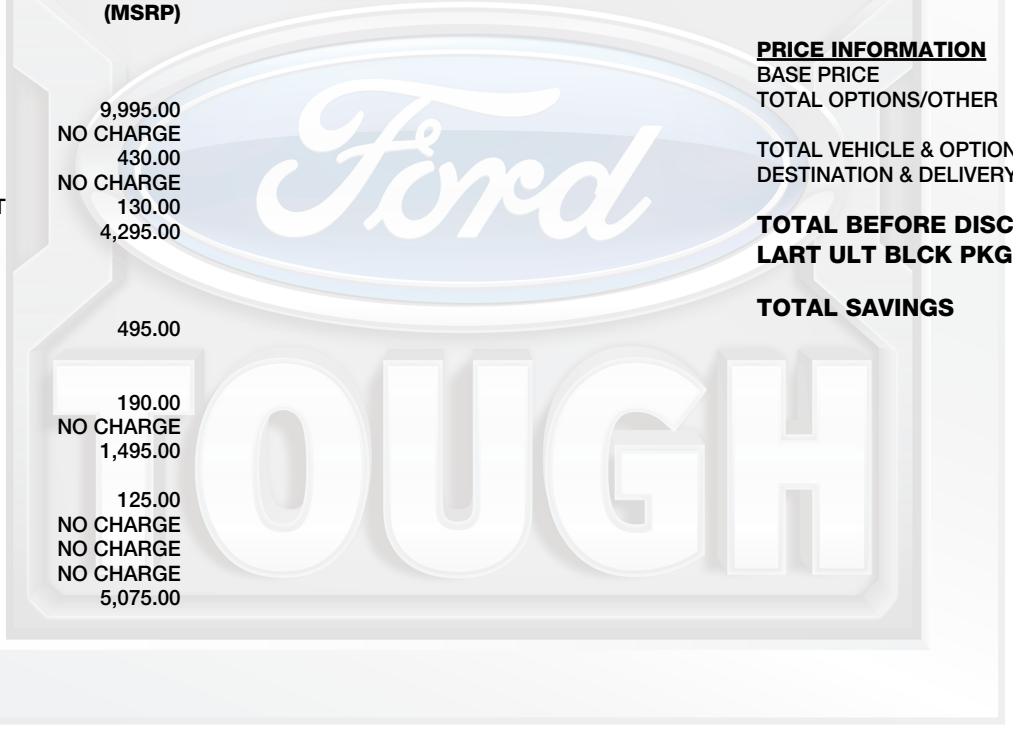 (MSRP)
9,995.00
NO CHARGE
430.00
NO CHARGE
T 130.00
4,295.00
495.00
190.00
NO CHARGE
1,495.00
125.00
NO CHARGE
NO CHARGE
NO CHARGE
5,075.00
PRICE INFORMATION
BASE PRICE
TOTAL OPTIONS/OTHER
TOTAL VEHICLE & OPTION
DESTINATION & DELIVERY
TOTAL BEFORE DISC
LART ULT BLCK PKG
TOTAL SAVINGS
Ford
TOUGH